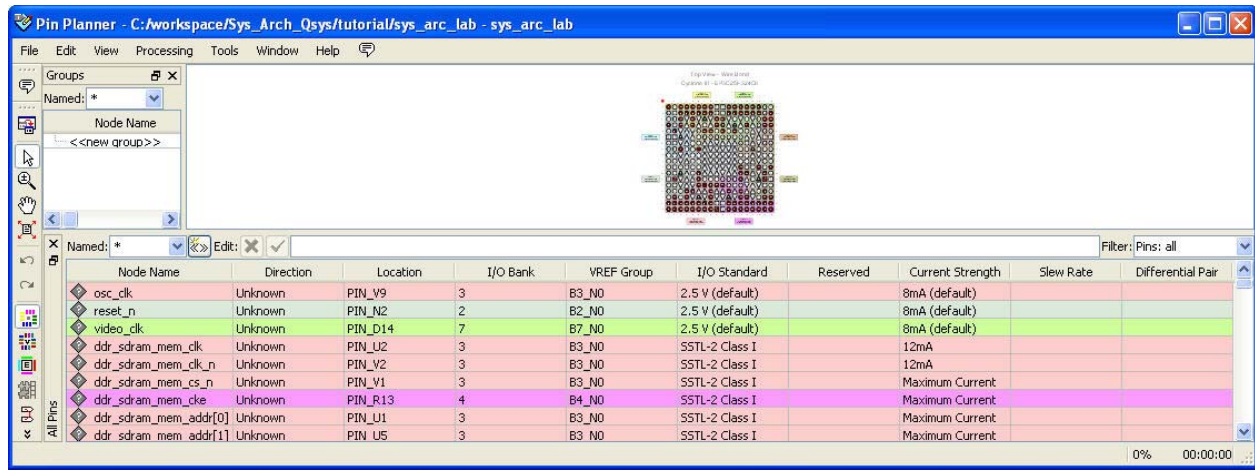 Pin Planner - C:/workspace/Sys_Arch_Qsys/tutorial/sys_arc_lab - sys_arc_lab
File Edit View Processing Tools Window Help
Groups
Named: *
Node Name
<<new group>>
Top View - Wire Bond
Named: * Edit: Filter: Pins: all
Node Name Direction Location I/O Bank VREF Group I/O Standard Reserved Current Strength Slew Rate Differential Pair
osc_clk Unknown PIN_V9 3 B3_N0 2.5 V (default) 8mA (default)
reset_n Unknown PIN_N2 2 B2_N0 2.5 V (default) 8mA (default)
video_clk Unknown PIN_D14 7 B7_N0 2.5 V (default) 8mA (default)
ddr_sdram_mem_clk Unknown PIN_U2 3 B3_N0 SSTL-2 Class I 12mA
ddr_sdram_mem_clk_n Unknown PIN_V2 3 B3_N0 SSTL-2 Class I 12mA
ddr_sdram_mem_cs_n Unknown PIN_V1 3 B3_N0 SSTL-2 Class I Maximum Current
ddr_sdram_mem_cke Unknown PIN_R13 4 B4_N0 SSTL-2 Class I Maximum Current
ddr_sdram_mem_addr[0] Unknown PIN_U1 3 B3_N0 SSTL-2 Class I Maximum Current
ddr_sdram_mem_addr[1] Unknown PIN_U5 3 B3_N0 SSTL-2 Class I Maximum Current
All Pins
0% 00:00:00